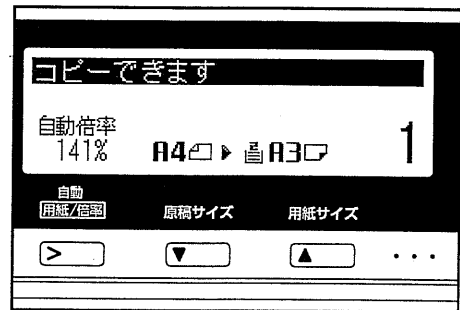 コピーできます
自動倍率
141% A4 ▶ A3 1
自動
用紙/倍率 原稿サイズ 用紙サイズ
> ▼ ▲ ...